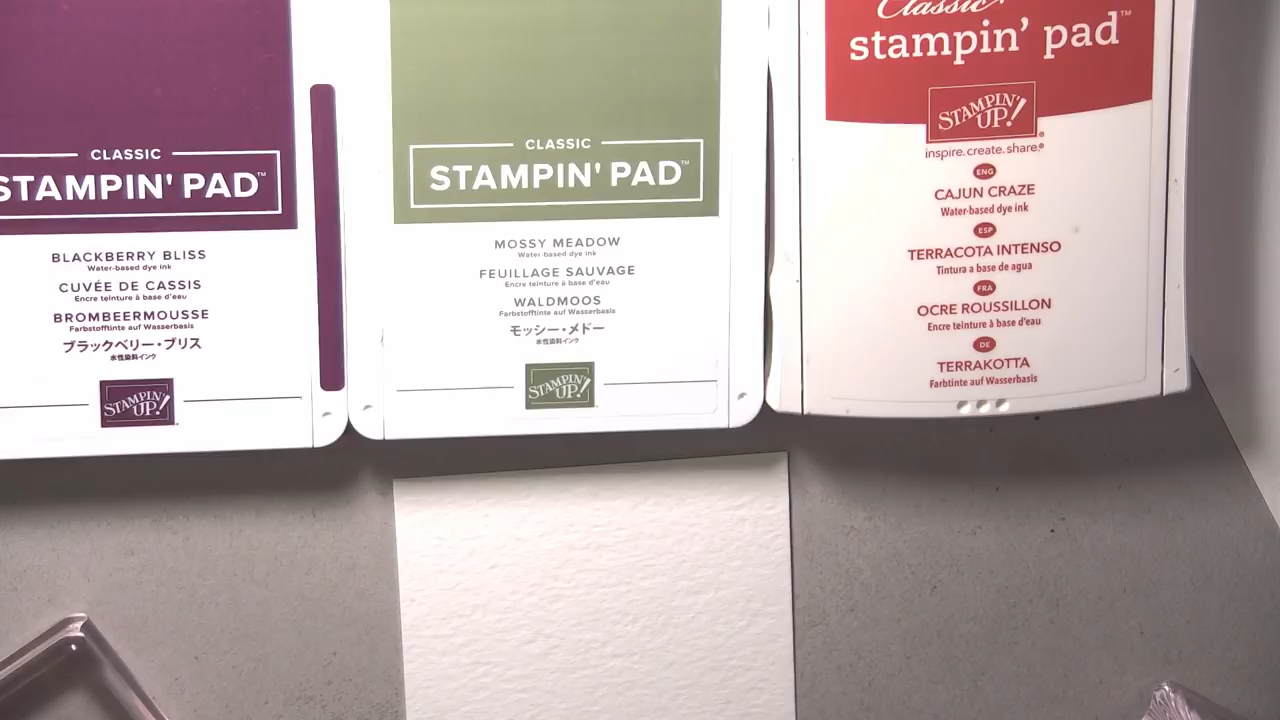 CLASSIC
STAMPIN' PAD™
BLACKBERRY BLISS
Water-based dye ink
CUVÉE DE CASSIS
Encre teinture à base d'eau
BROMBEERMOUSSE
Farbstofftinte auf Wasserbasis
ブラックベリー・ブリス
水性染料インク
STAMPIN' UP!
CLASSIC
STAMPIN' PAD™
MOSSY MEADOW
Water-based dye ink
FEUILLAGE SAUVAGE
Encre teinture à base d'eau
WALDMOOS
Farbstofftinte auf Wasserbasis
モッシー・メドー
水性染料インク
STAMPIN' UP!
Classic
stampin' pad™
STAMPIN' UP!®
inspire. create. share.®
ENG
CAJUN CRAZE
Water-based dye ink
ESP
TERRACOTA INTENSO
Tintura a base de agua
FRA
OCRE ROUSSILLON
Encre teinture à base d'eau
DE
TERRAKOTTA
Farbtinte auf Wasserbasis